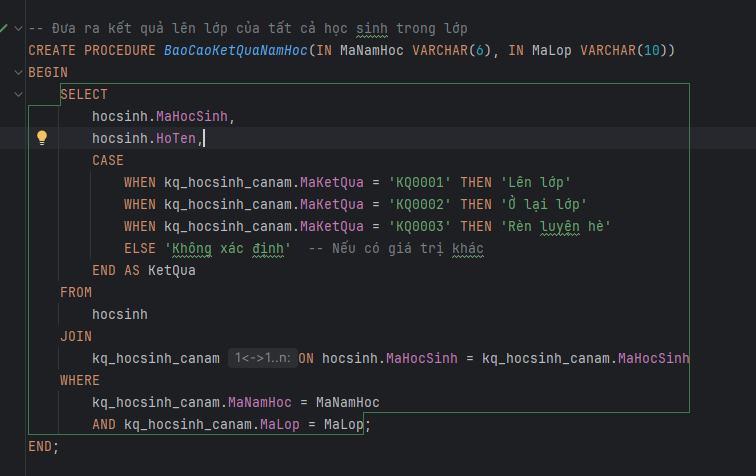 -- Đưa ra kết quả lên lớp của tất cả học sinh trong lớp
CREATE PROCEDURE BaoCaoKetQuaNamHoc(IN MaNamHoc VARCHAR(6), IN MaLop VARCHAR(10))
BEGIN
SELECT
hocsinh.MaHocSinh,
hocsinh.HoTen,
CASE
WHEN kq_hocsinh_canam.MaKetQua = 'KQ0001' THEN 'Lên lớp'
WHEN kq_hocsinh_canam.MaKetQua = 'KQ0002' THEN 'Ở lại lớp'
WHEN kq_hocsinh_canam.MaKetQua = 'KQ0003' THEN 'Rèn luyện hè'
ELSE 'Không xác định'  -- Nếu có giá trị khác
END AS KetQua
FROM
hocsinh
JOIN
kq_hocsinh_canam 1<->1..n: ON hocsinh.MaHocSinh = kq_hocsinh_canam.MaHocSinh
WHERE
kq_hocsinh_canam.MaNamHoc = MaNamHoc
AND kq_hocsinh_canam.MaLop = MaLop;
END;